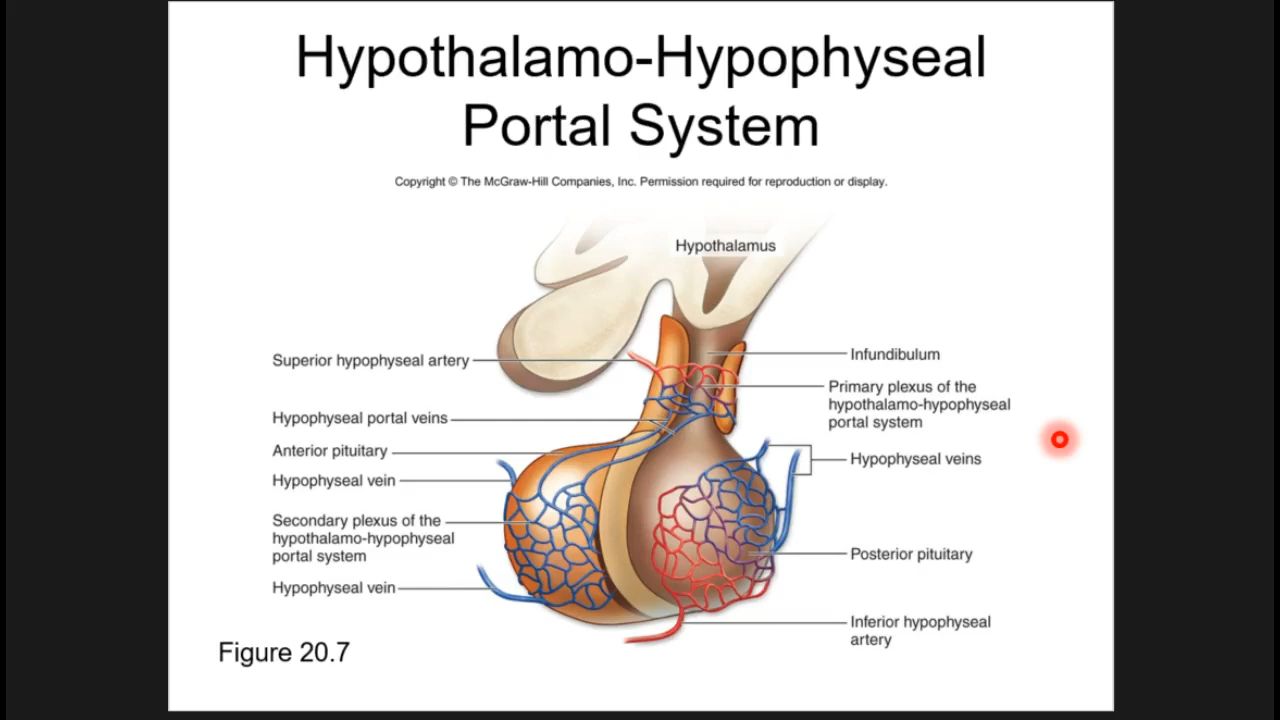 Hypothalamo-Hypophyseal
Portal System
Copyright © The McGraw-Hill Companies, Inc. Permission required for reproduction or display.
Hypothalamus
Superior hypophyseal artery
Hypophyseal portal veins
Anterior pituitary
Hypophyseal vein
Secondary plexus of the
hypothalamo-hypophyseal
portal system
Hypophyseal vein
Infundibulum
Primary plexus of the
hypothalamo-hypophyseal
portal system
Hypophyseal veins
Posterior pituitary
Inferior hypophyseal
artery
Figure 20.7